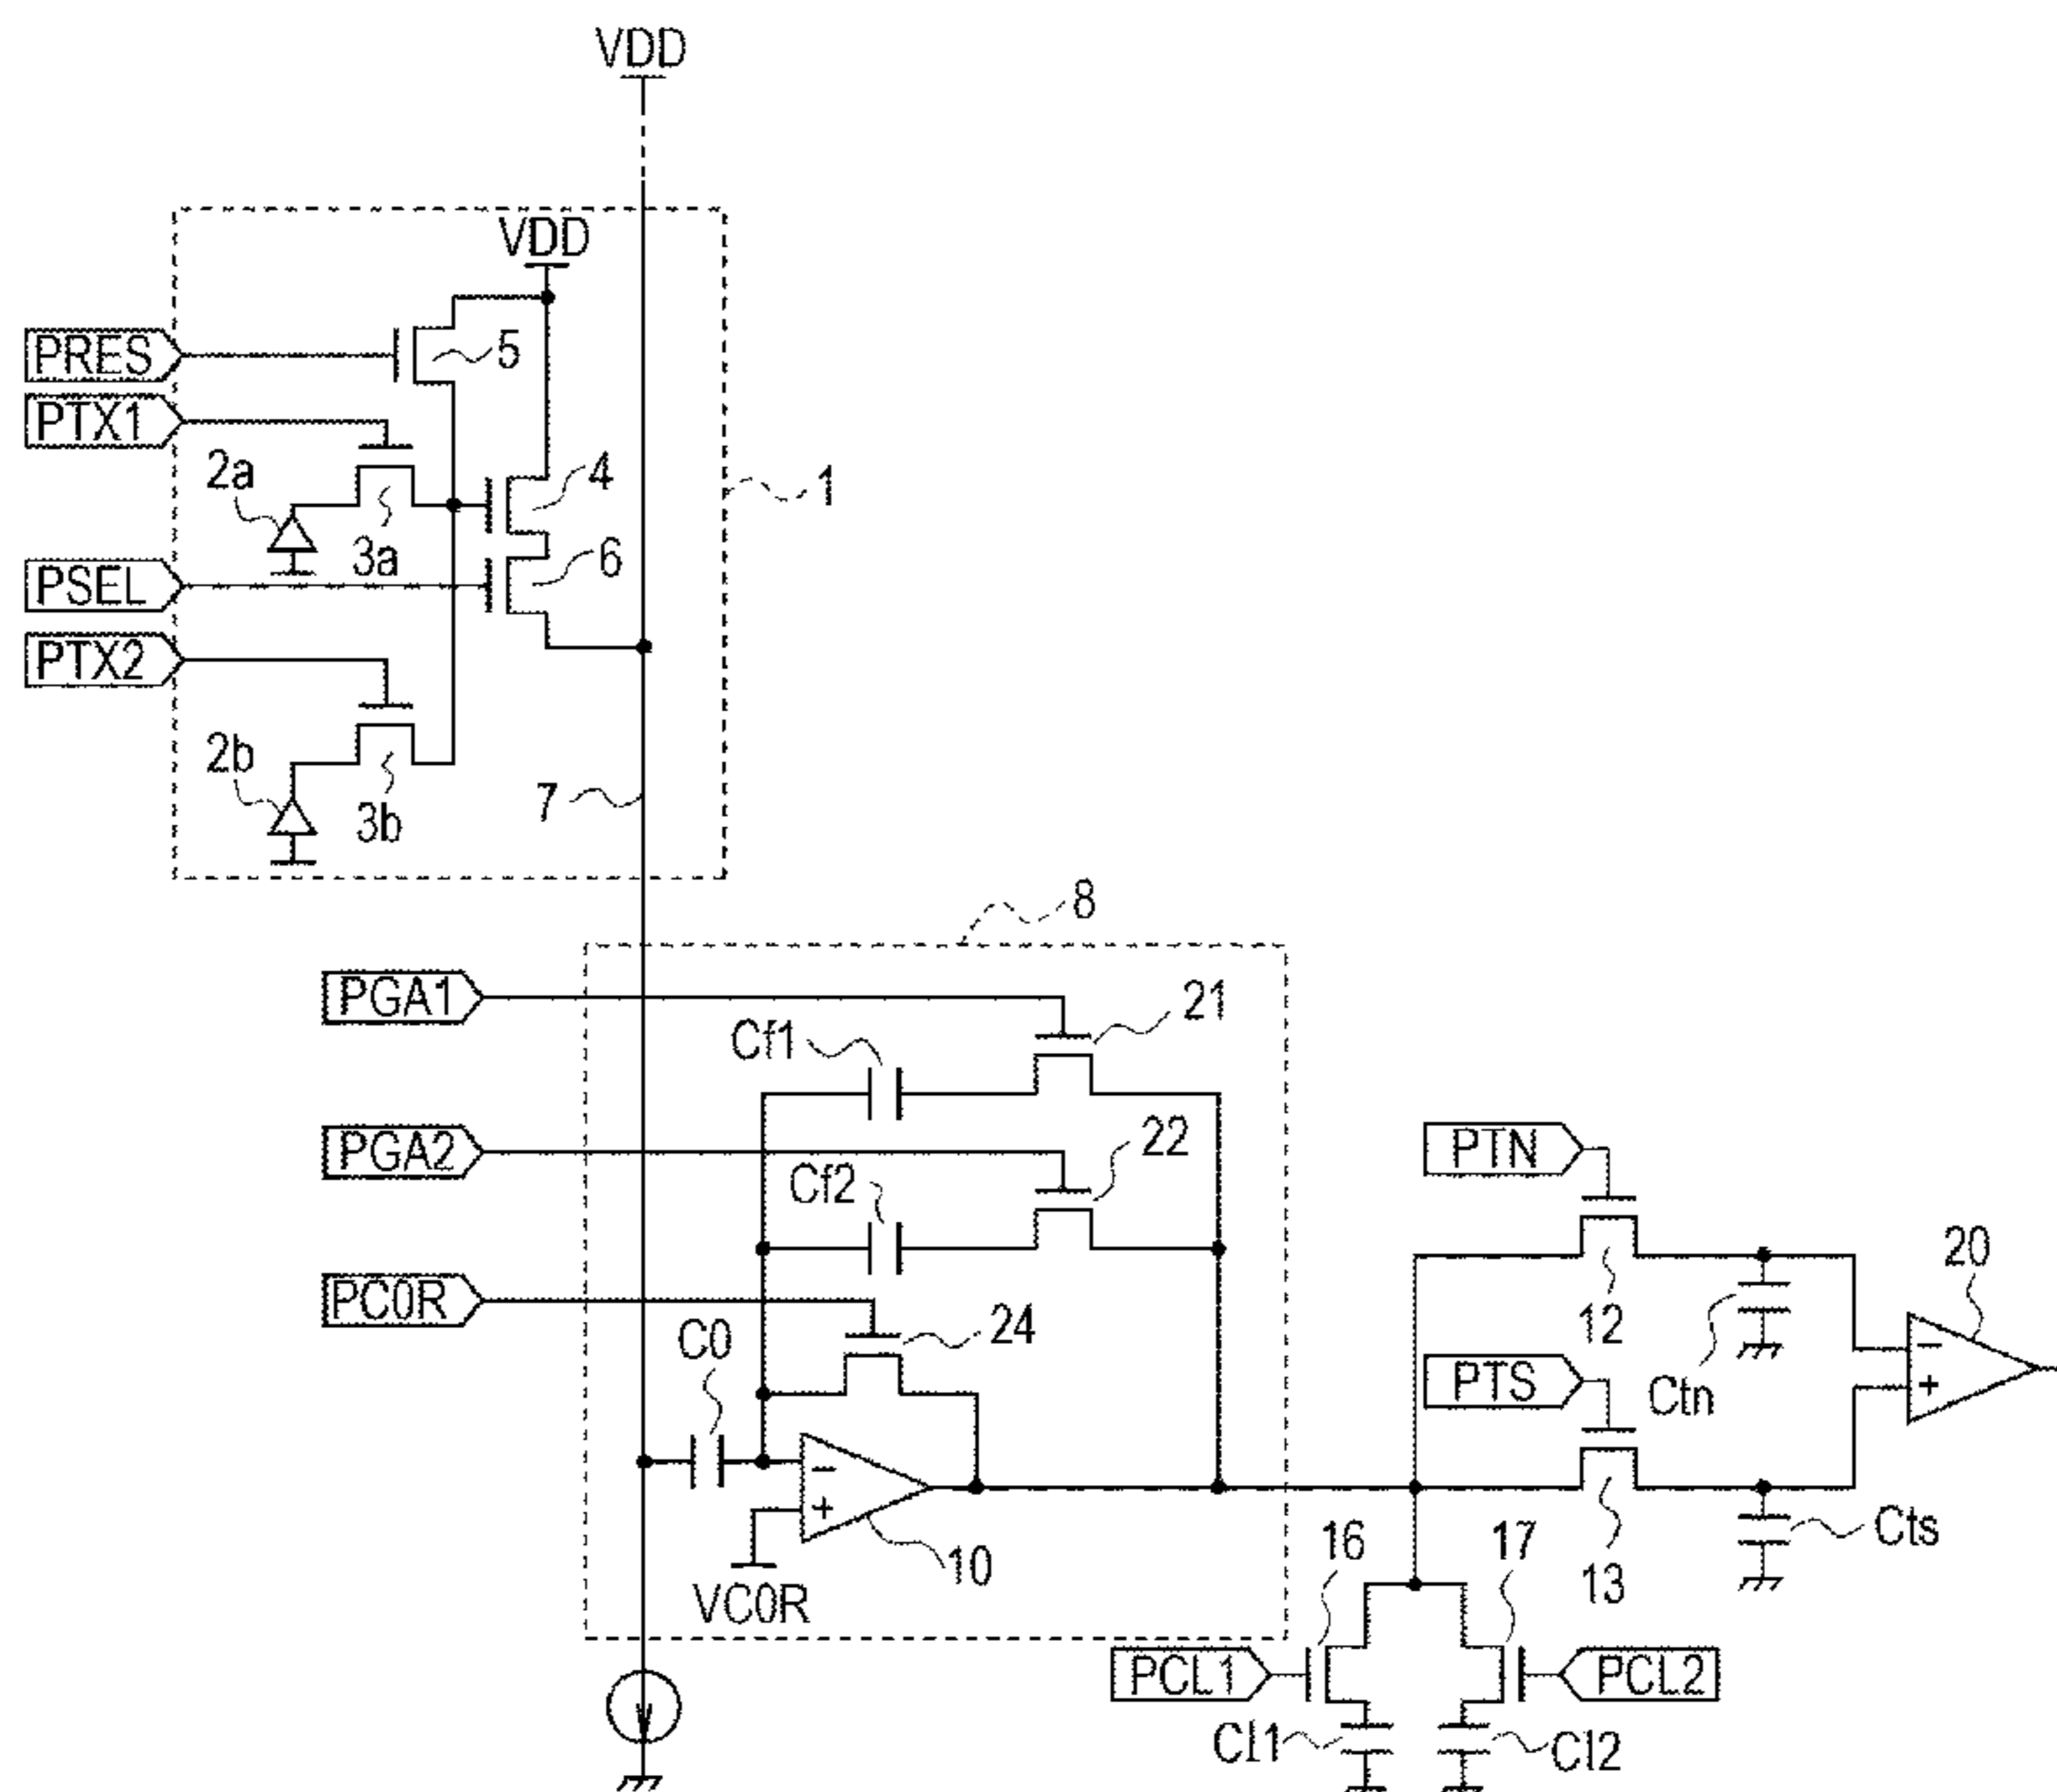 VDD
VDD
PRES
5
PTX1
2a
4
1
3a
6
PSEL
PTX2
2b
7
3b
8
PGA1
21
Cf1
PGA2
22
PTN
Cf2
20
PC0R
C0
24
12
PTS
Ctn
−
+
−
+
10
16
17
Cts
13
VC0R
PCL1
PCL2
Cl1
Cl2